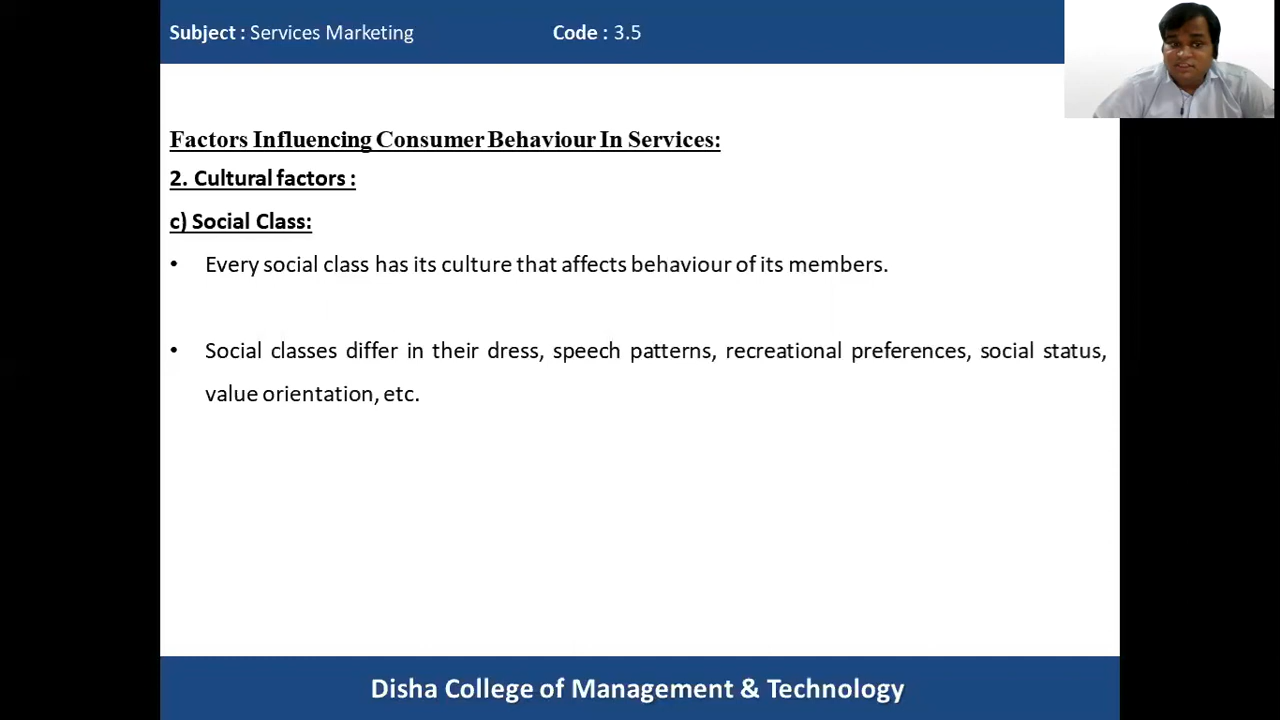 Subject : Services Marketing Code : 3.5
Factors Influencing Consumer Behaviour In Services:
2. Cultural factors :
c) Social Class:
• Every social class has its culture that affects behaviour of its members.
• Social classes differ in their dress, speech patterns, recreational preferences, social status,
value orientation, etc.
Disha College of Management & Technology